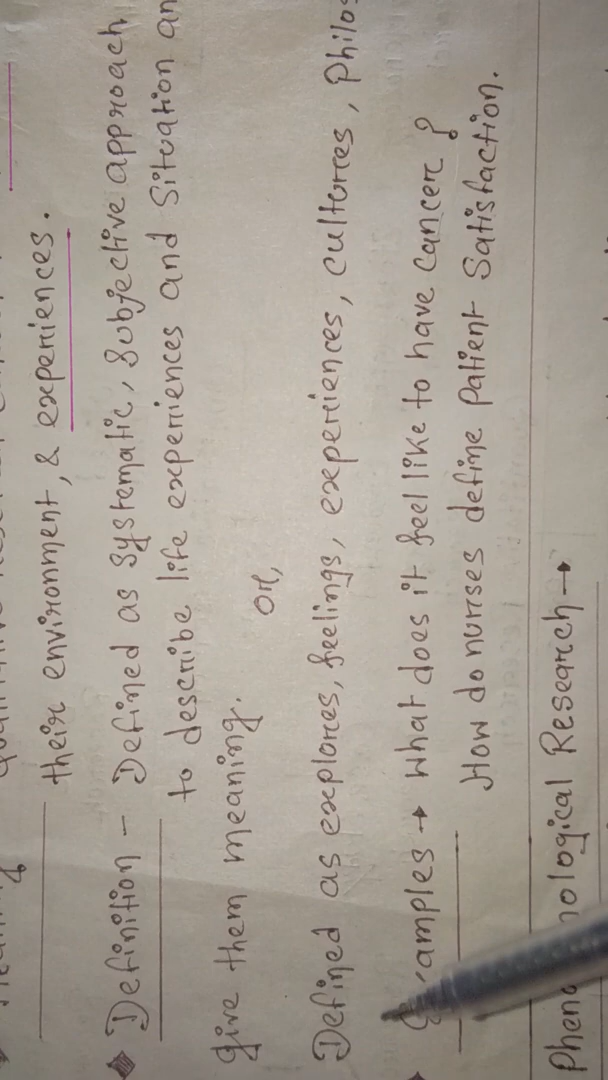 their environment, & experiences.
Definition - Defined as systematic, subjective approach
to describe life experiences and situation an
give them meaning.
or,
Defined as explores, feelings, experiences, cultures, Philos
amples → What does it feel like to have cancer?
How do nurses define patient satisfaction.
Pheno nological Research →